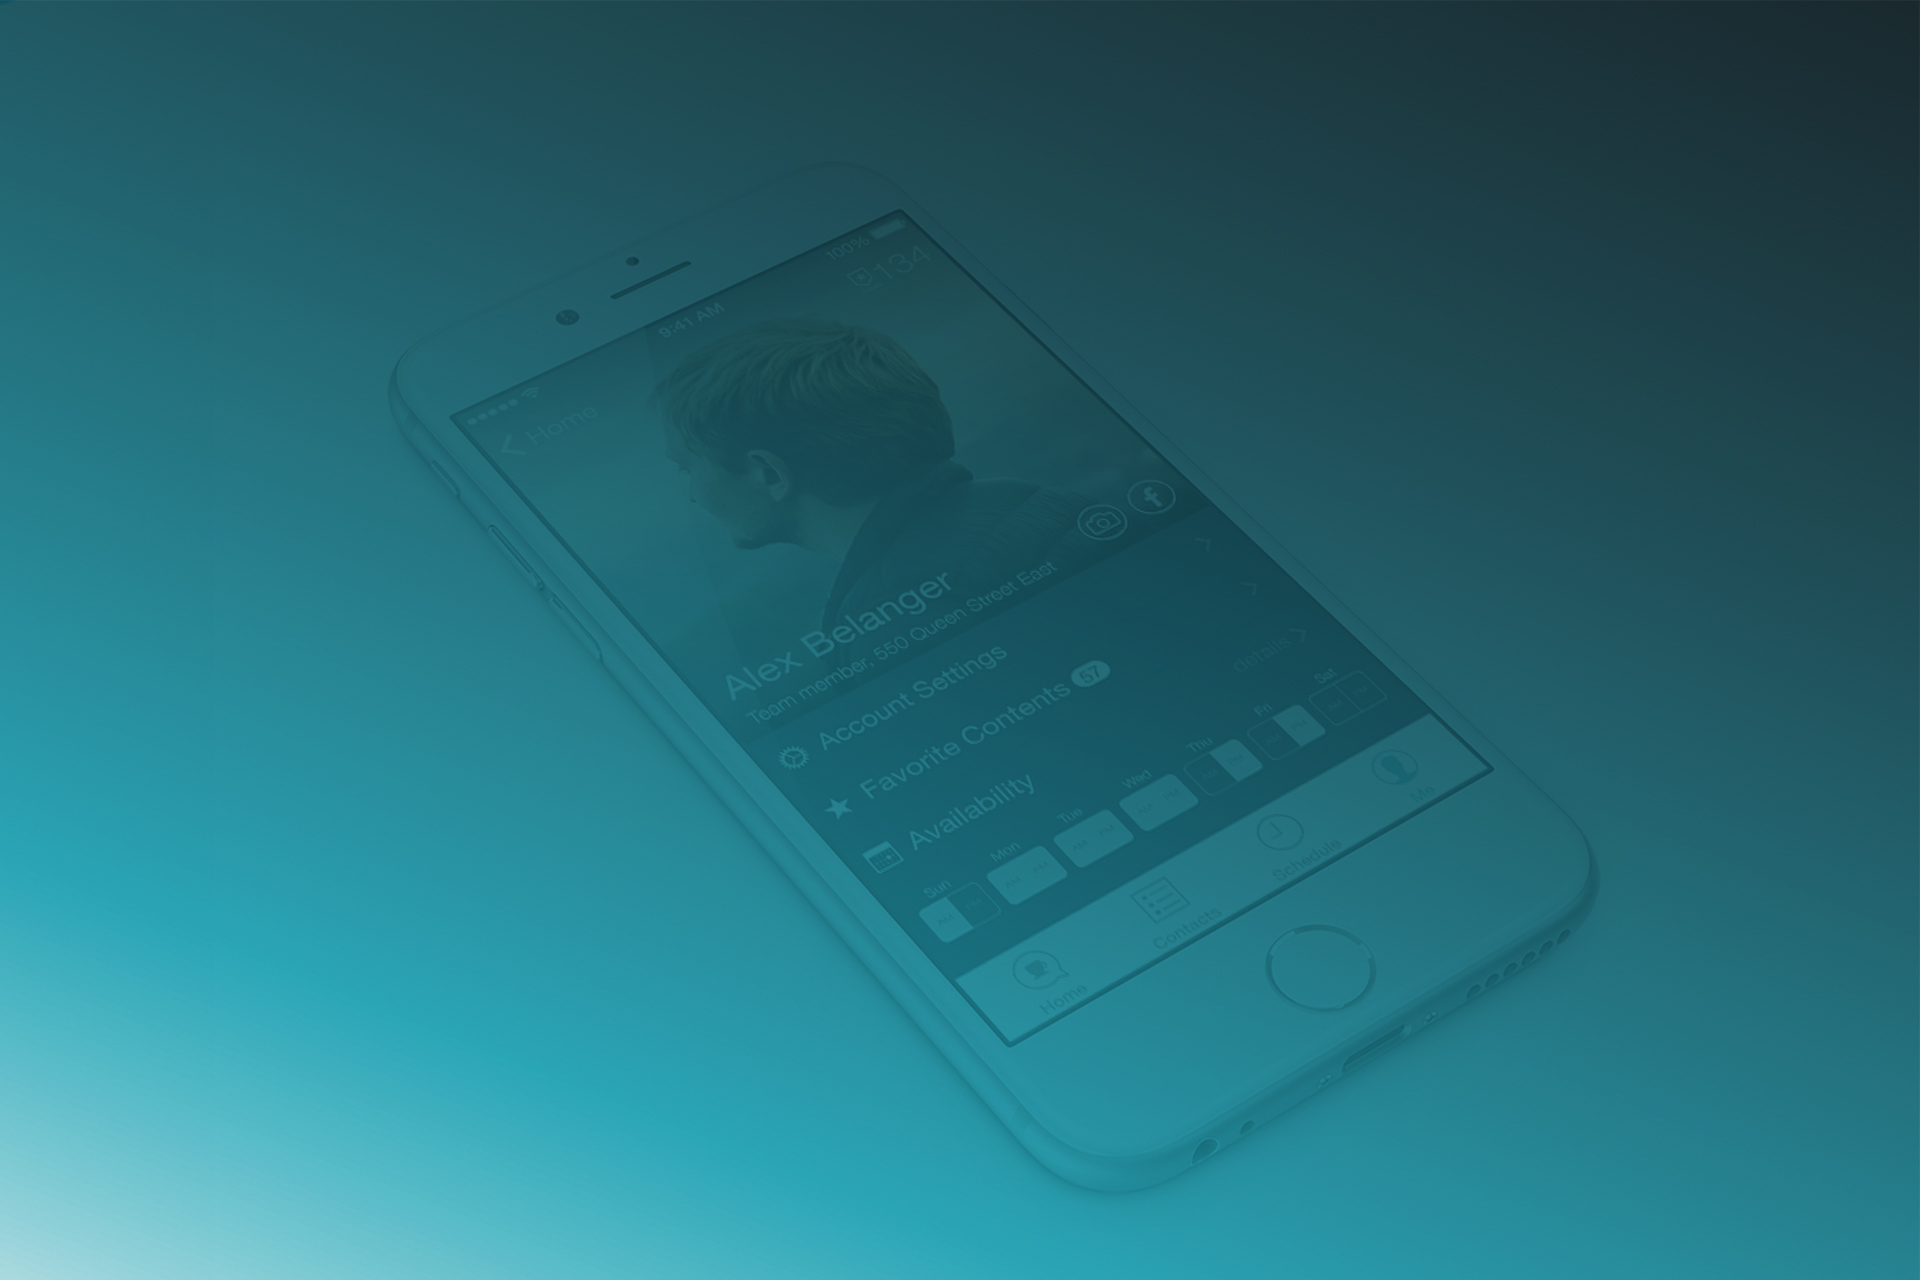 9:41 AM
100%
Home
134
Alex Belanger
Team member, 550 Queen Street East
Account Settings
Favorite Contents 57
Availability
details
Sun Mon Tue Wed Thu Fri Sat
Home Contacts Schedule Me